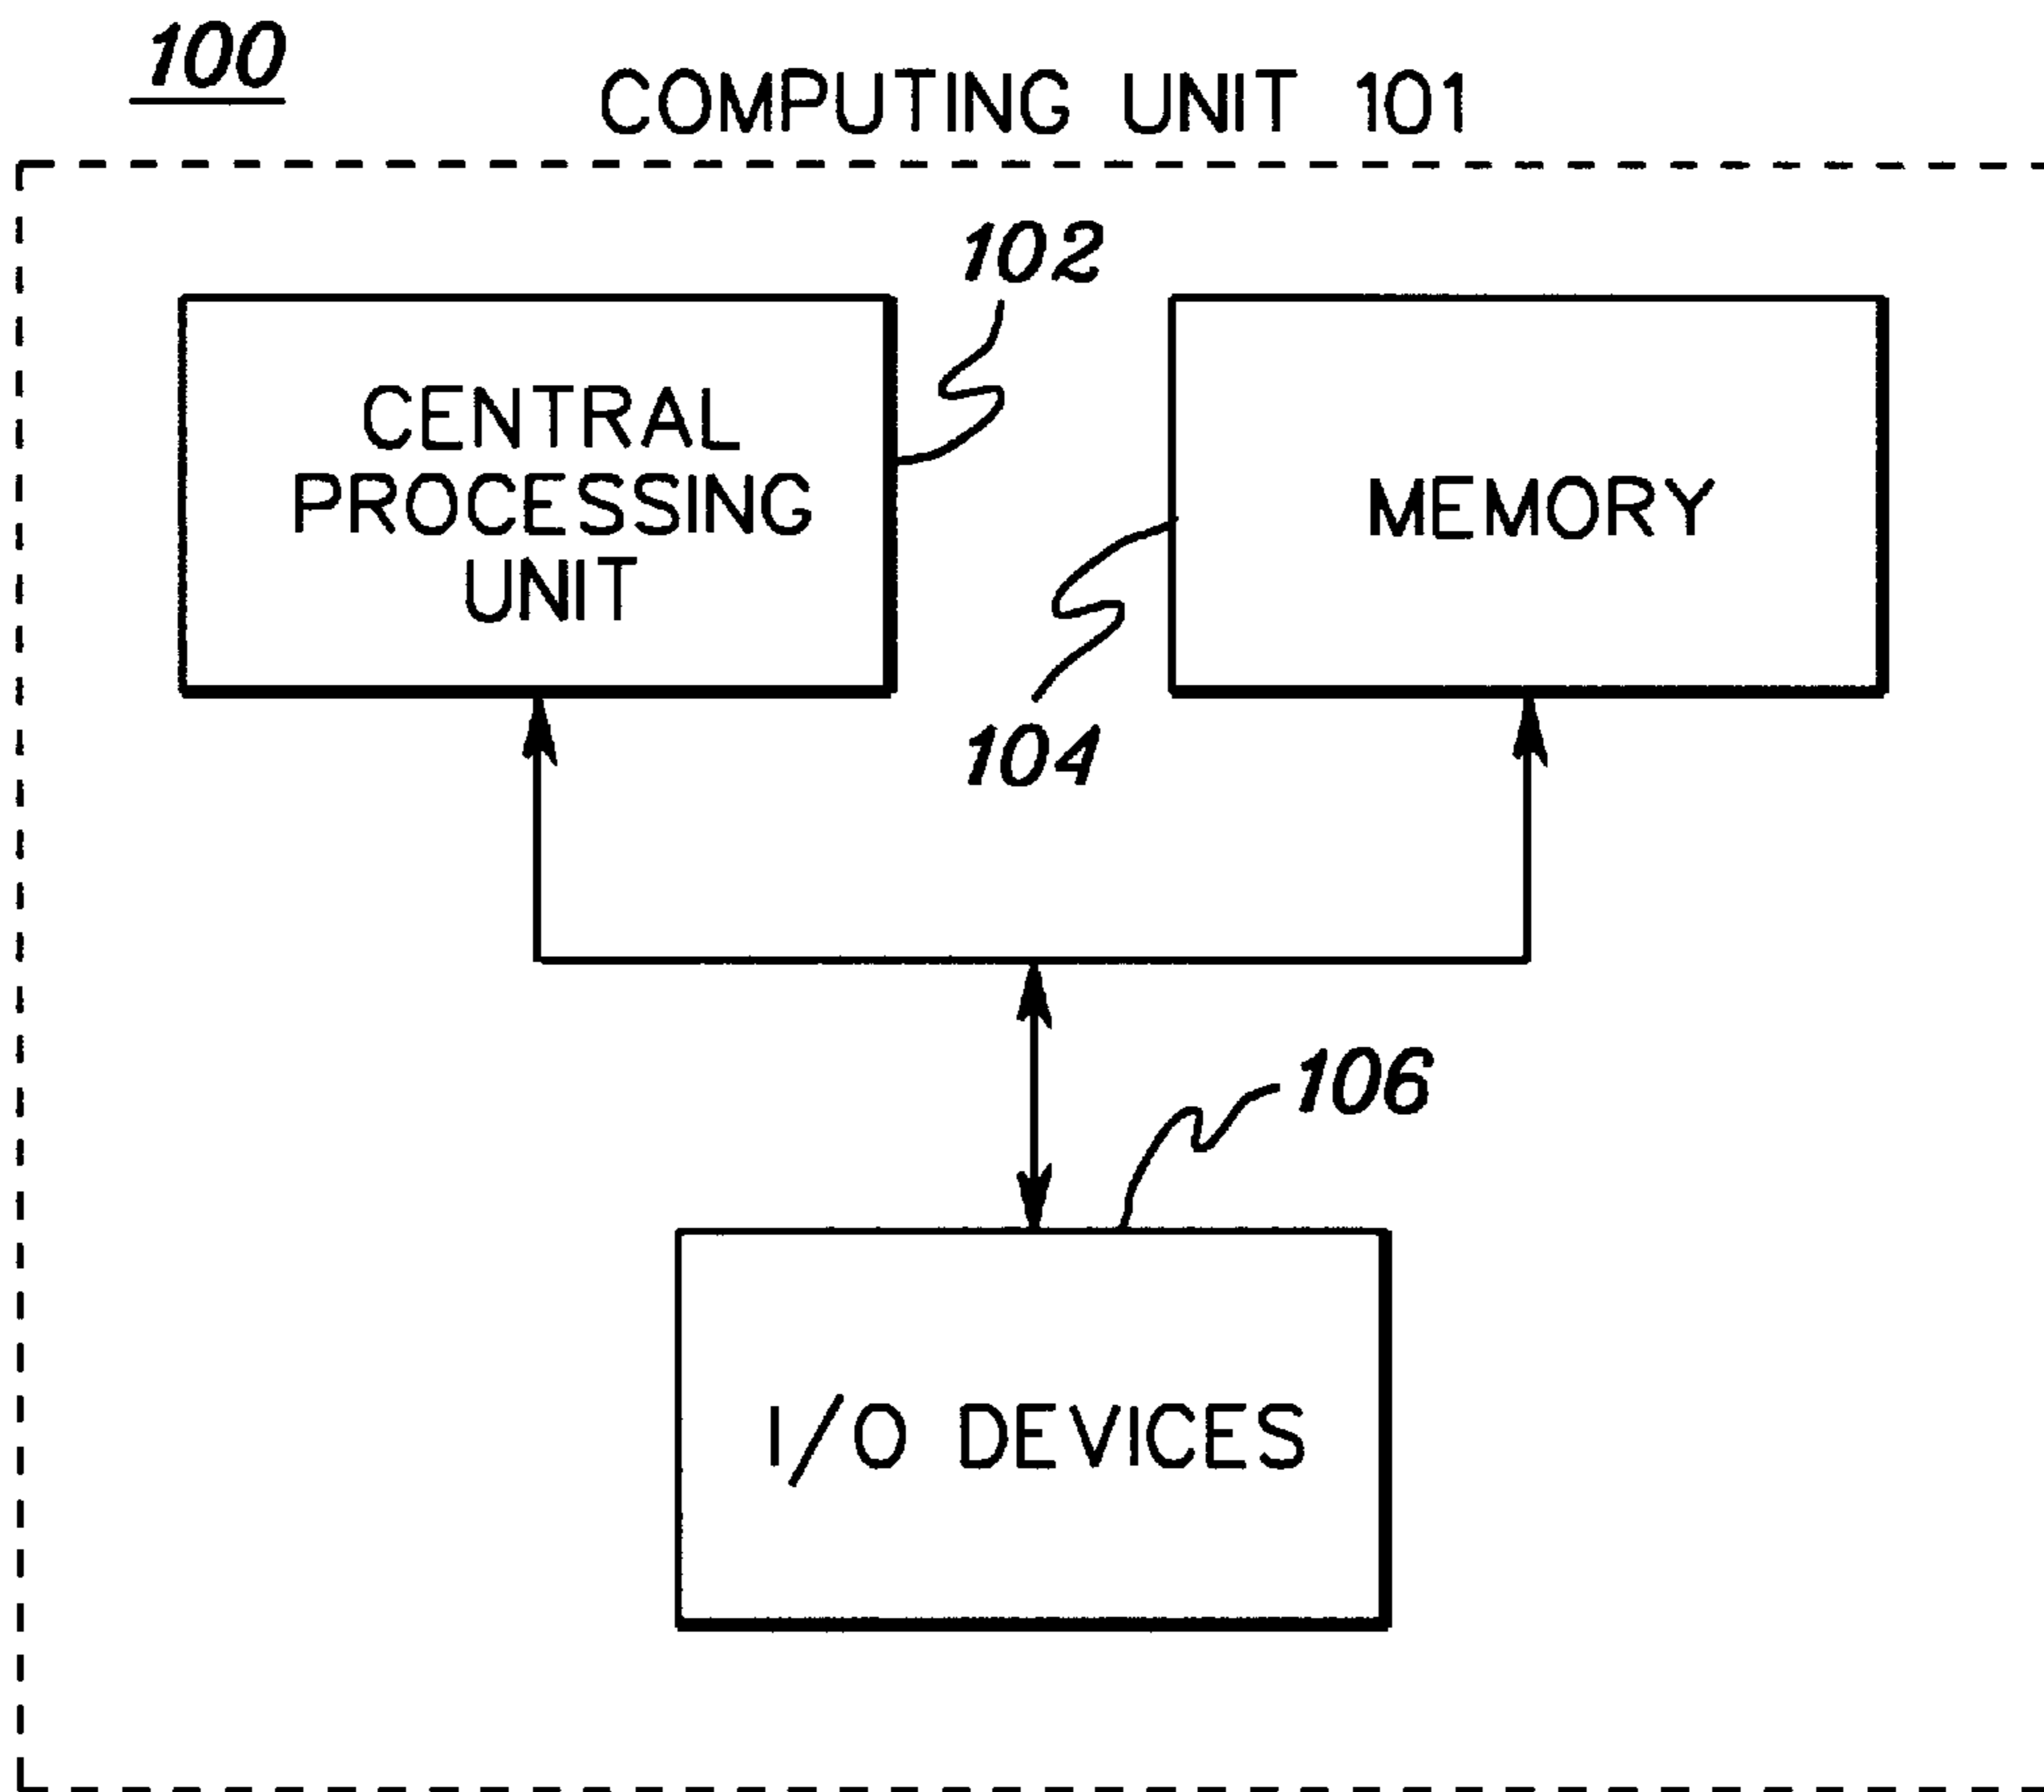 100
COMPUTING UNIT 101
102
CENTRAL
PROCESSING
UNIT
MEMORY
104
106
I/O DEVICES